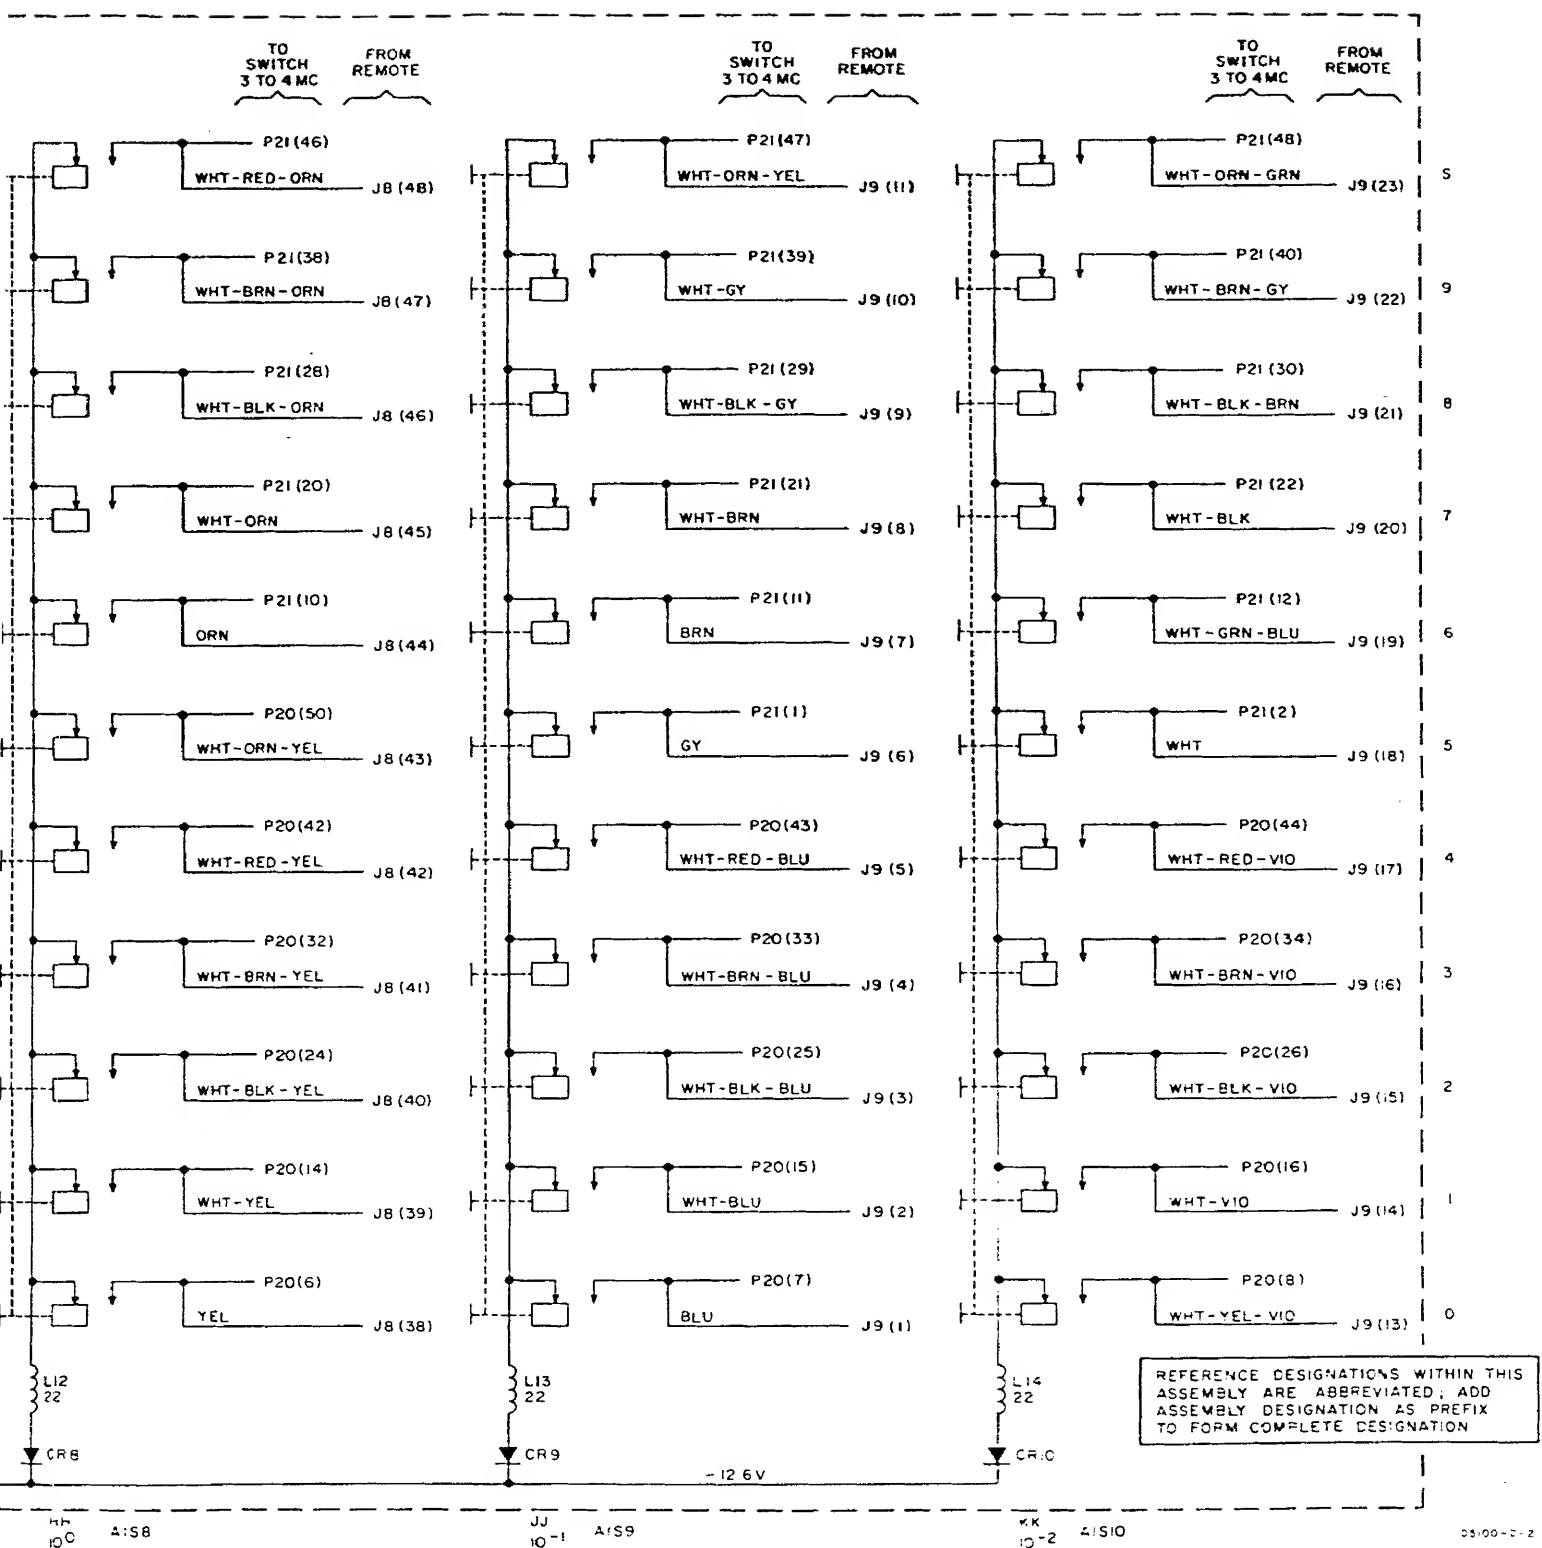 TO SWITCH 3 TO 4 MC
FROM REMOTE
TO SWITCH 3 TO 4 MC
FROM REMOTE
TO SWITCH 3 TO 4 MC
FROM REMOTE
P21(46) P21(47) P21(48)
WHT-RED-ORN J8(48) WHT-ORN-YEL J9(11) WHT-ORN-GRN J9(23) S
P21(38) P21(39) P21(40)
WHT-BRN-ORN J8(47) WHT-GY J9(10) WHT-BRN-GY J9(22) 9
P21(28) P21(29) P21(30)
WHT-BLK-ORN J8(46) WHT-BLK-GY J9(9) WHT-BLK-BRN J9(21) 8
P21(20) P21(21) P21(22)
WHT-ORN J8(45) WHT-BRN J9(8) WHT-BLK J9(20) 7
P21(10) P21(11) P21(12)
ORN J8(44) BRN J9(7) WHT-GRN-BLU J9(19) 6
P20(50) P21(1) P21(2)
WHT-ORN-YEL J8(43) GY J9(6) WHT J9(18) 5
P20(42) P20(43) P20(44)
WHT-RED-YEL J8(42) WHT-RED-BLU J9(5) WHT-RED-VIO J9(17) 4
P20(32) P20(33) P20(34)
WHT-BRN-YEL J8(41) WHT-BRN-BLU J9(4) WHT-BRN-VIO J9(16) 3
P20(24) P20(25) P20(26)
WHT-BLK-YEL J8(40) WHT-BLK-BLU J9(3) WHT-BLK-VIO J9(15) 2
P20(14) P20(15) P20(16)
WHT-YEL J8(39) WHT-BLU J9(2) WHT-VIO J9(14) 1
P20(6) P20(7) P20(8)
YEL J8(38) BLU J9(1) WHT-YEL-VIO J9(13) 0
L12 L13 L14
22 22 22
REFERENCE DESIGNATIONS WITHIN THIS
ASSEMBLY ARE ABBREVIATED; ADD
ASSEMBLY DESIGNATION AS PREFIX
TO FORM COMPLETE DESIGNATION
CR8 CR9 CR10
-12.6V
HH JJ KK
10⁰ A1S8 10⁻¹ A1S9 10⁻² A1S10